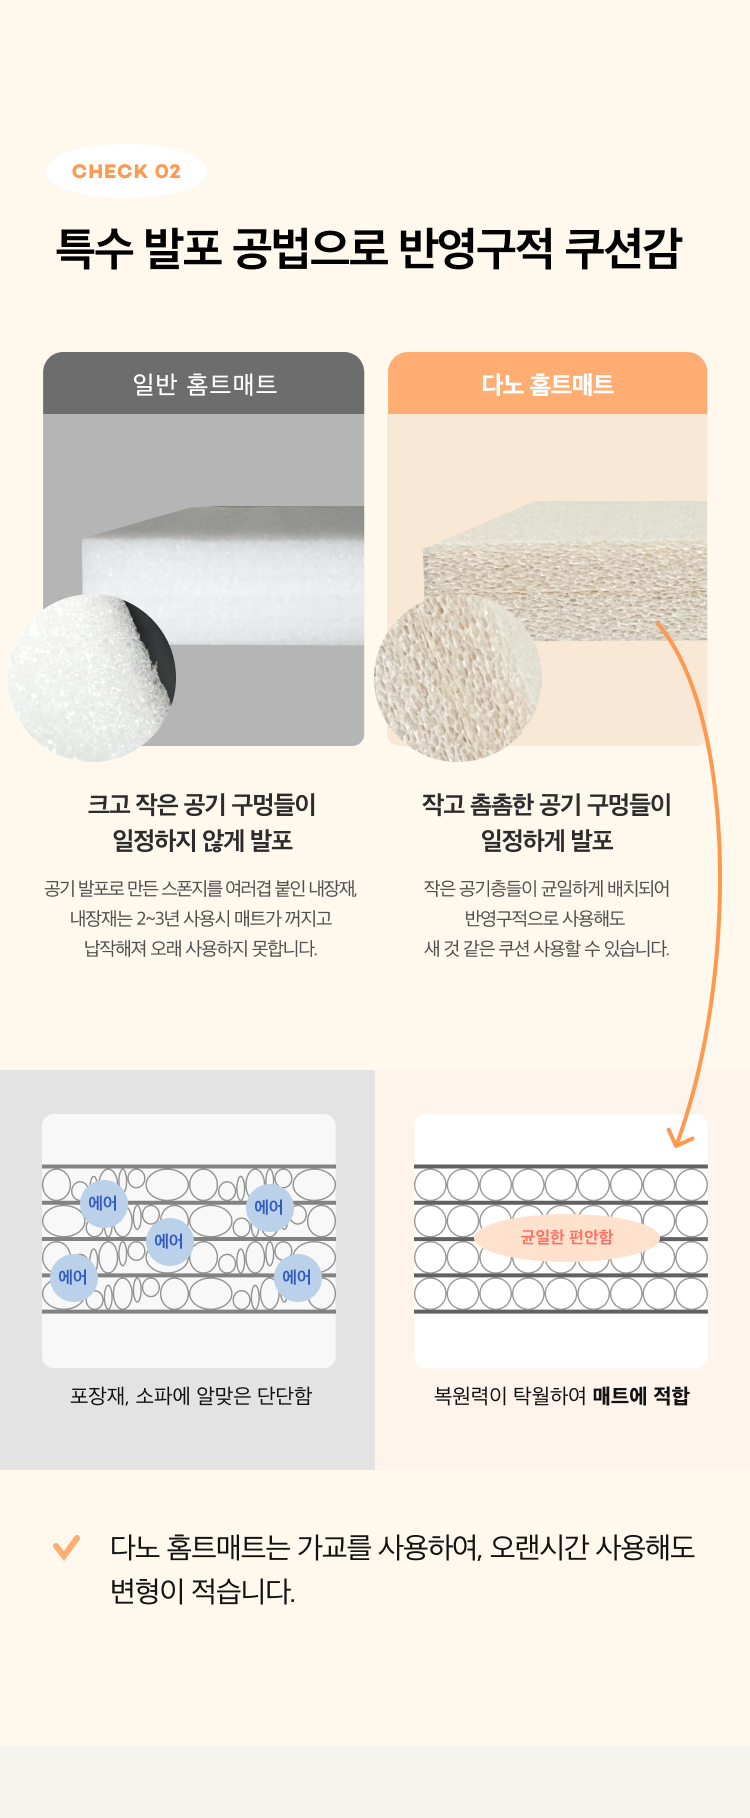 CHECK 02
특수 발포 공법으로 반영구적 쿠션감
일반 홈트매트
다노 홈트매트
크고 작은 공기 구멍들이
일정하지 않게 발포
공기 발포로 만든 스폰지를 여러겹 붙인 내장재,
내장재는 2~3년 사용시 매트가 꺼지고
납작해져 오래 사용하지 못합니다.
작고 촘촘한 공기 구멍들이
일정하게 발포
작은 공기층들이 균일하게 배치되어
반영구적으로 사용해도
새 것 같은 쿠션 사용할 수 있습니다.
에어
에어
에어
에어
에어
포장재, 소파에 알맞은 단단함
균일한 편안함
복원력이 탁월하여 매트에 적합
다노 홈트매트는 가교를 사용하여, 오랜시간 사용해도
변형이 적습니다.